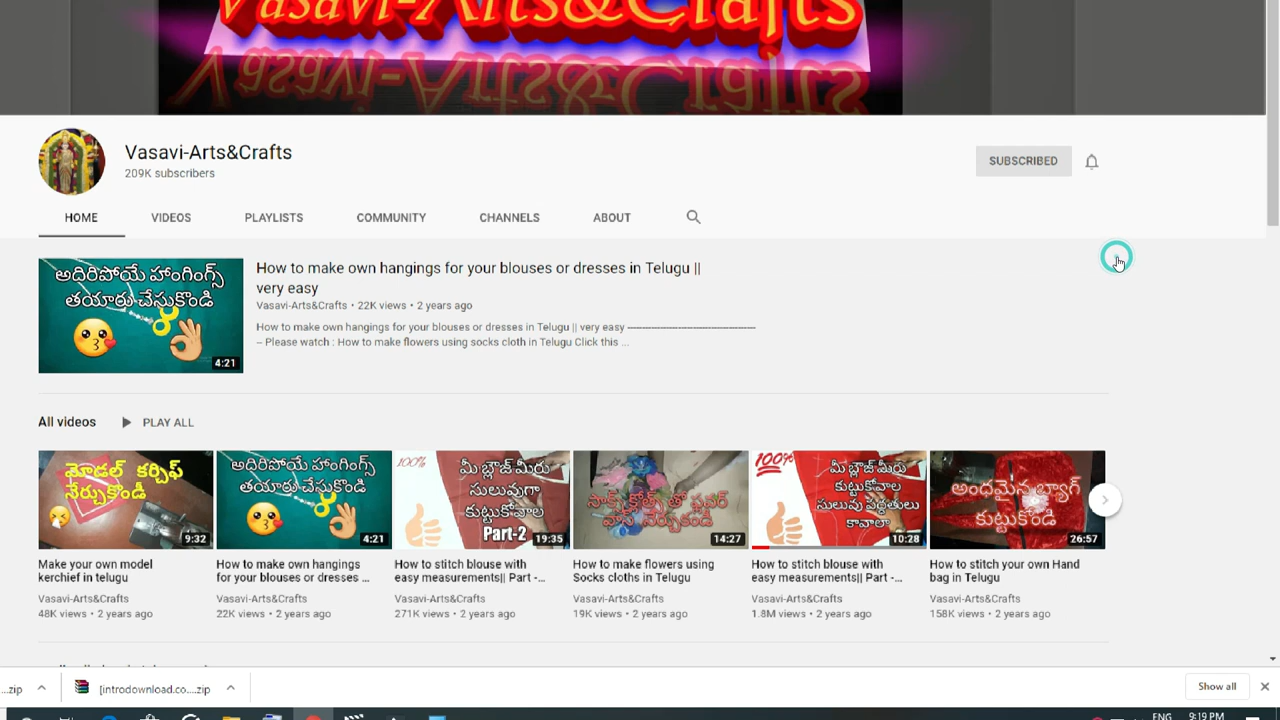 Vasavi-Arts&Crafts
Vasavi-Arts&Crafts
209K subscribers
SUBSCRIBED
HOME
VIDEOS
PLAYLISTS
COMMUNITY
CHANNELS
ABOUT
అదిరిపోయే హాంగింగ్స్
తయారు చేస్తుకొండి
4:21
How to make own hangings for your blouses or dresses in Telugu ||
very easy
Vasavi-Arts&Crafts • 22K views • 2 years ago
How to make own hangings for your blouses or dresses in Telugu || very easy -----------------------------------------------
-- Please watch : How to make flowers using socks cloth in Telugu Click this ...
All videos
PLAY ALL
మోడల్ కర్చిఫ్
నేర్చుకొండీ
9:32
అదిరిపోయే హాంగింగ్స్
తయారు చేస్తుకొండి
4:21
100%
మీ బ్లౌజ్ మీరు
సులువుగా
కుట్టుకోవాల
Part-2
19:35
14:27
100
మీ బ్లౌజ్ మీరు
కుట్టుకోవాల
సులువు పద్ధతులు
కావాలా
10:28
అందమైన బ్యాగ్
కుట్టుకోండి
26:57
Make your own model
kerchief in telugu
Vasavi-Arts&Crafts
48K views • 2 years ago
How to make own hangings
for your blouses or dresses ...
Vasavi-Arts&Crafts
22K views • 2 years ago
How to stitch blouse with
easy measurements|| Part -...
Vasavi-Arts&Crafts
271K views • 2 years ago
How to make flowers using
Socks cloths in Telugu
Vasavi-Arts&Crafts
19K views • 2 years ago
How to stitch blouse with
easy measurements|| Part -...
Vasavi-Arts&Crafts
1.8M views • 2 years ago
How to stitch your own Hand
bag in Telugu
Vasavi-Arts&Crafts
158K views • 2 years ago
...zip
[introdownload.co....zip
Show all
ENG
9:19 PM